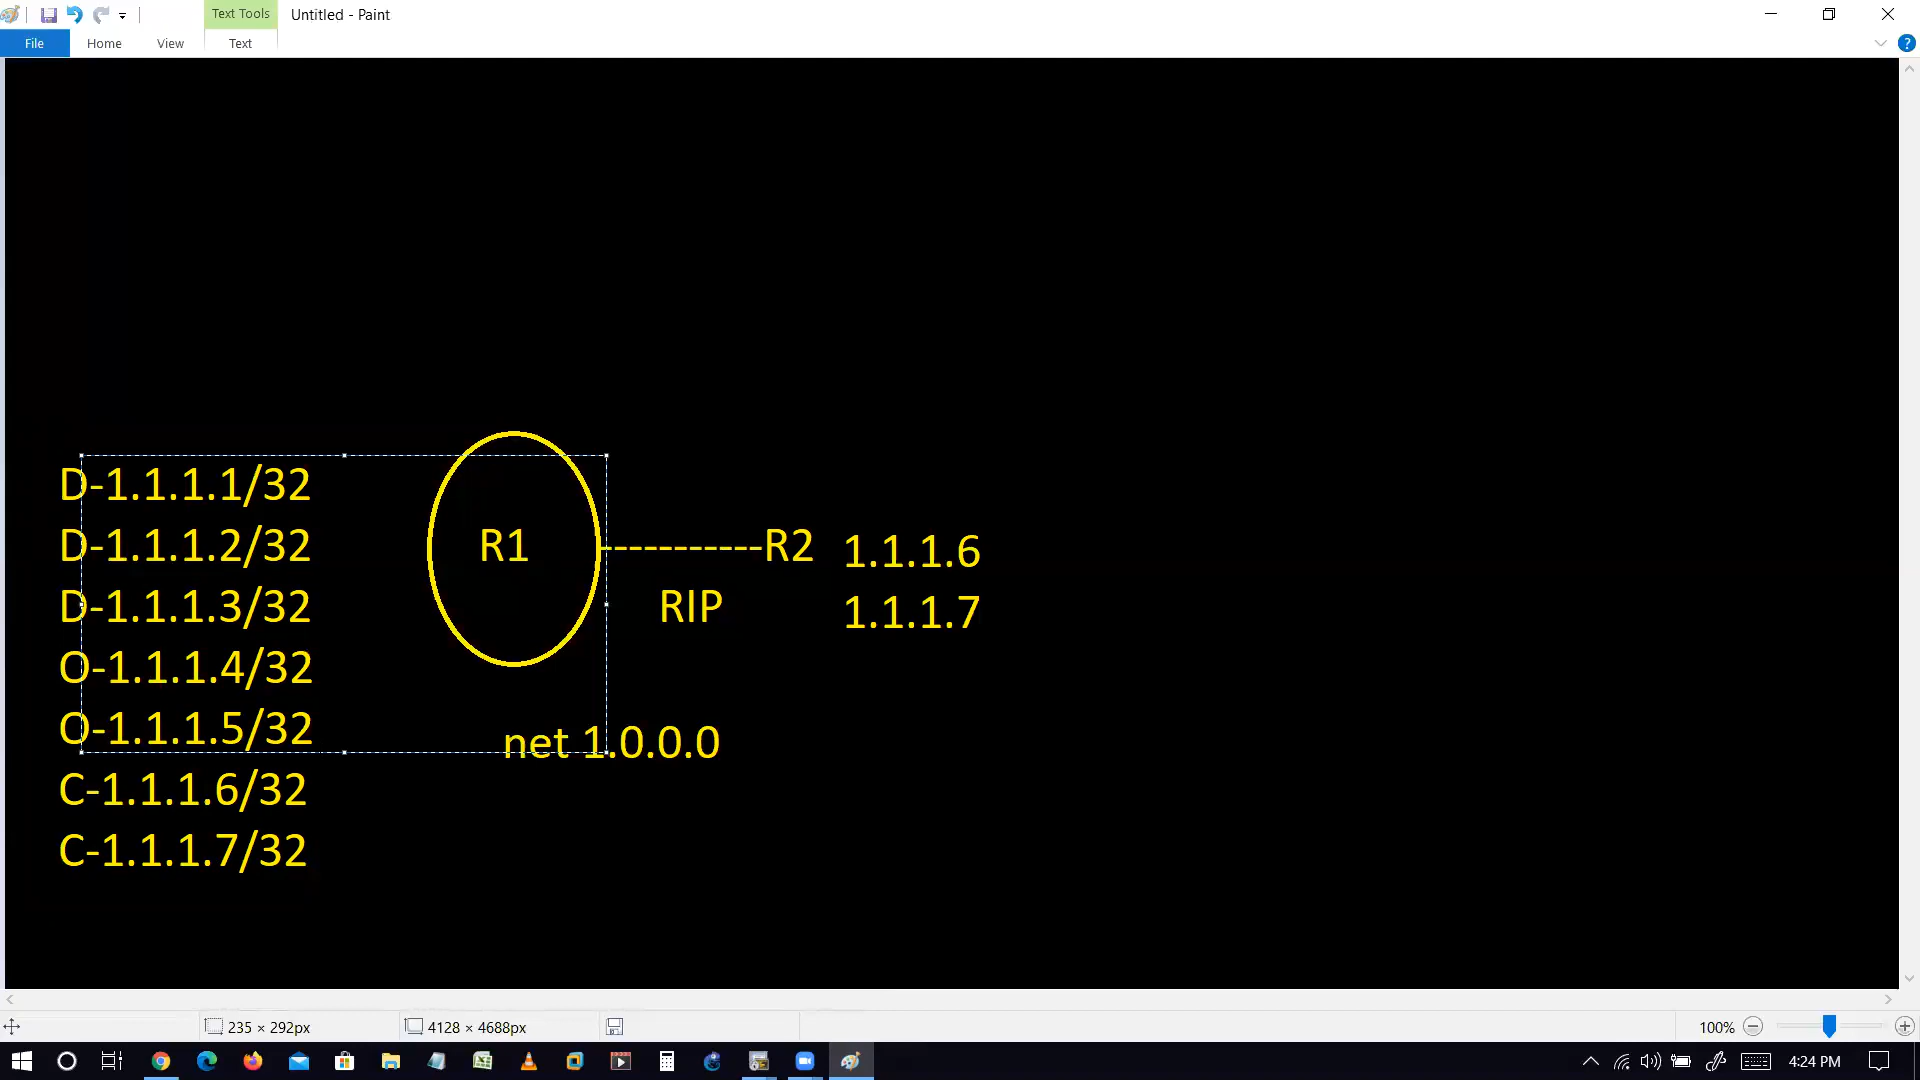 Text Tools
Untitled - Paint
File
Home
View
Text
D-1.1.1.1/32
D-1.1.1.2/32
D-1.1.1.3/32
O-1.1.1.4/32
O-1.1.1.5/32
C-1.1.1.6/32
C-1.1.1.7/32
R1
-----------R2
RIP
1.1.1.6
1.1.1.7
net 1.0.0.0
235 × 292px
4128 × 4688px
100%
4:24 PM